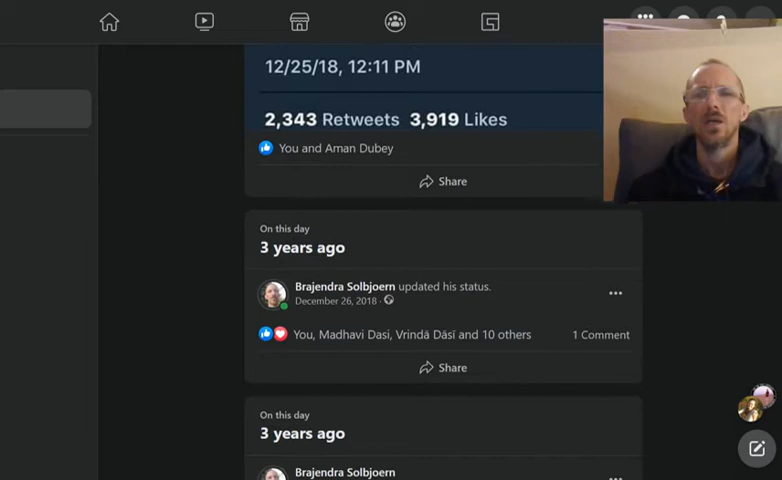 12/25/18, 12:11 PM
2,343 Retweets 3,919 Likes
You and Aman Dubey
Share
On this day
3 years ago
Brajendra Solbjoern updated his status.
December 26, 2018 ·
You, Madhavi Dasi, Vrindā Dāsī and 10 others 1 Comment
Share
On this day
3 years ago
Brajendra Solbjoern